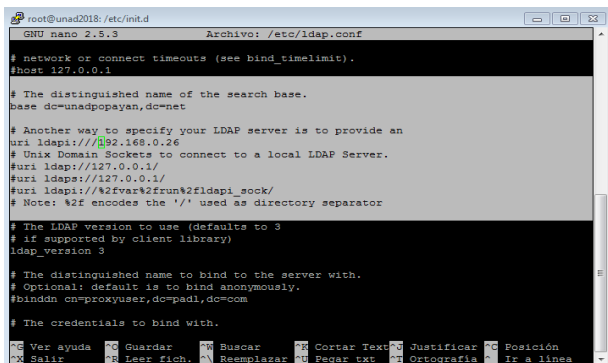 root@unad2018: /etc/init.d
GNU nano 2.5.3 Archivo: /etc/ldap.conf
# network or connect timeouts (see bind_timelimit).
#host 127.0.0.1
# The distinguished name of the search base.
base dc=unadpopayan,dc=net
# Another way to specify your LDAP server is to provide an
uri ldapi:///192.168.0.26
# Unix Domain Sockets to connect to a local LDAP Server.
#uri ldap://127.0.0.1/
#uri ldaps://127.0.0.1/
#uri ldapi://%2fvar%2frun%2fldapi_sock/
# Note: %2f encodes the '/' used as directory separator
# The LDAP version to use (defaults to 3
# if supported by client library)
ldap_version 3
# The distinguished name to bind to the server with.
# Optional: default is to bind anonymously.
#binddn cn=proxyuser,dc=padl,dc=com
# The credentials to bind with.
^G Ver ayuda ^O Guardar ^W Buscar ^K Cortar Text ^J Justificar ^C Posición
^X Salir ^R Leer fich. ^\ Reemplazar ^U Pegar txt ^T Ortografía ^_ Ir a línea